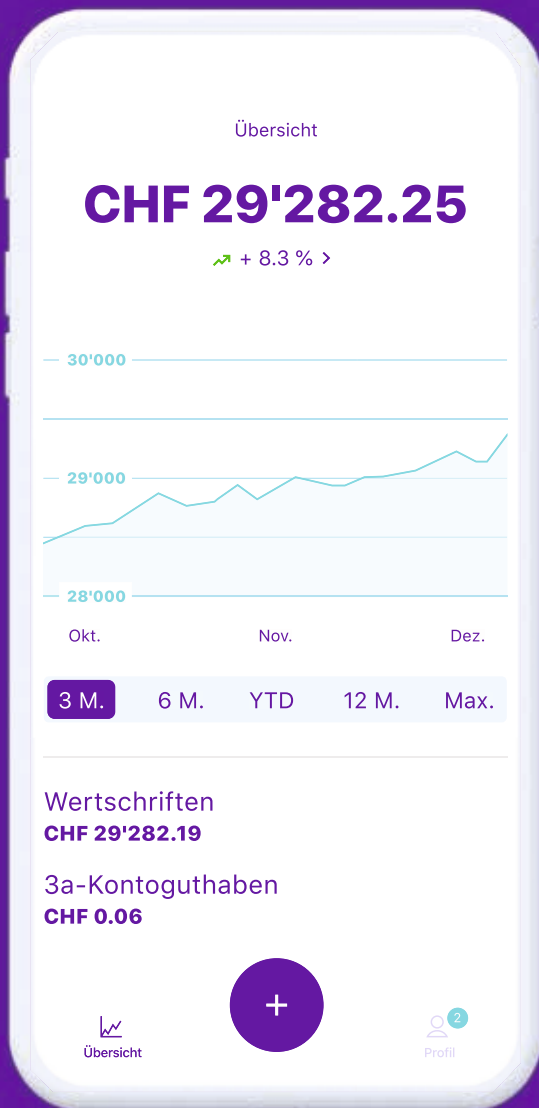 Übersicht
CHF 29'282.25
+ 8.3 % >
30'000
29'000
28'000
Okt. Nov. Dez.
3 M. 6 M. YTD 12 M. Max.
Wertschriften
CHF 29'282.19
3a-Kontoguthaben
CHF 0.06
+
2
Übersicht Profil